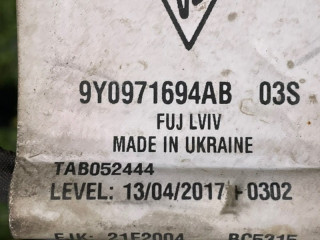 9Y0971694AB 03S
FUJ LVIV
MADE IN UKRAINE
TAB052444
LEVEL: 13/04/2017 +0302